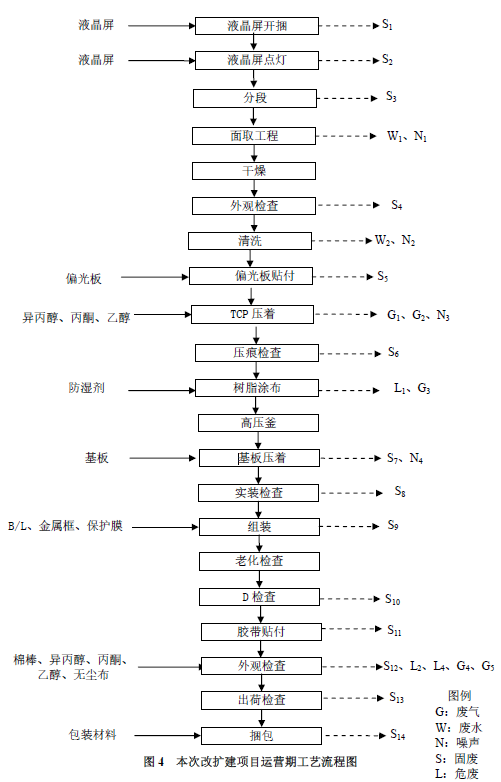 液晶屏 液晶屏开捆 S1
液晶屏 液晶屏点灯 S2
分段 S3
面取工程 W1、N1
干燥
外观检查 S4
清洗 W2、N2
偏光板 偏光板贴付 S5
异丙醇、丙酮、乙醇 TCP 压着 G1、G2、N3
压痕检查 S6
防湿剂 树脂涂布 L1、G3
高压釜
基板 基板压着 S7、N4
实装检查 S8
B/L、金属框、保护膜 组装 S9
老化检查
D 检查 S10
胶带贴付 S11
棉棒、异丙醇、丙酮、
乙醇、无尘布 外观检查 S12、L2、L4、G4、G5
出荷检查 S13
包装材料 捆包 S14
图例
G：废气
W：废水
N：噪声
S：固废
L：危废
图 4 本次改扩建项目运营期工艺流程图